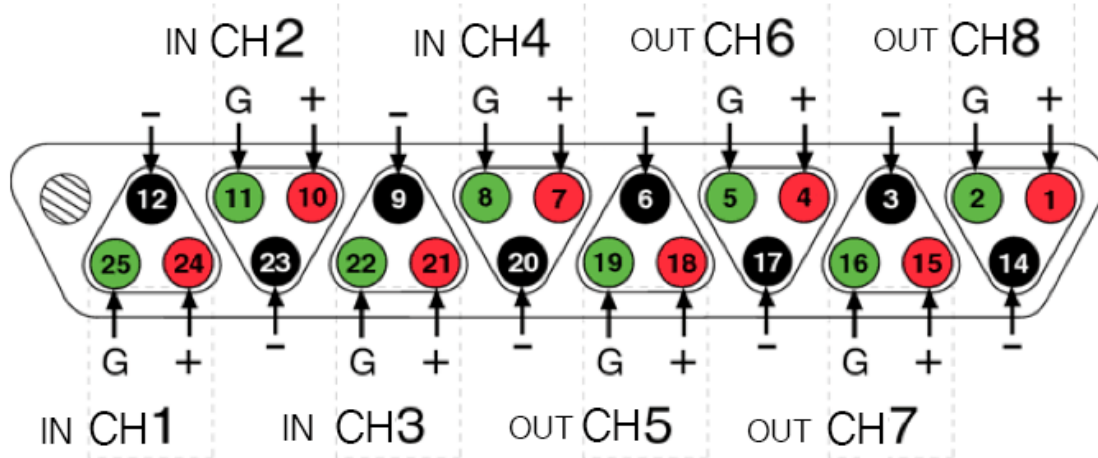 IN CH2 IN CH4 OUT CH6 OUT CH8
G + G + G + G +
- - - -
12 11 10 9 8 7 6 5 4 3 2 1
25 24 23 22 21 20 19 18 17 16 15 14
- - - -
G + G + G + G +
IN CH1 IN CH3 OUT CH5 OUT CH7